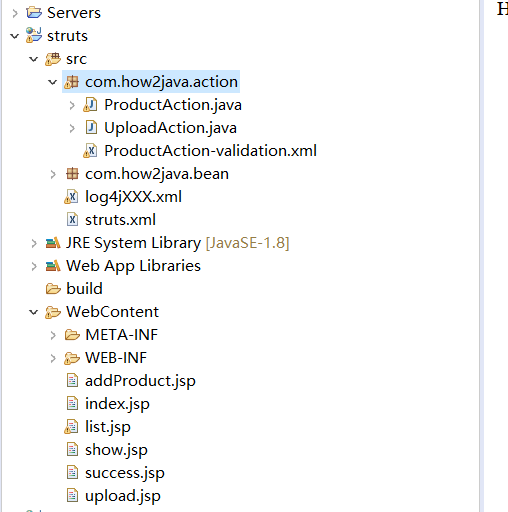 Servers
struts
src
com.how2java.action
ProductAction.java
UploadAction.java
ProductAction-validation.xml
com.how2java.bean
log4jXXX.xml
struts.xml
JRE System Library [JavaSE-1.8]
Web App Libraries
build
WebContent
META-INF
WEB-INF
addProduct.jsp
index.jsp
list.jsp
show.jsp
success.jsp
upload.jsp